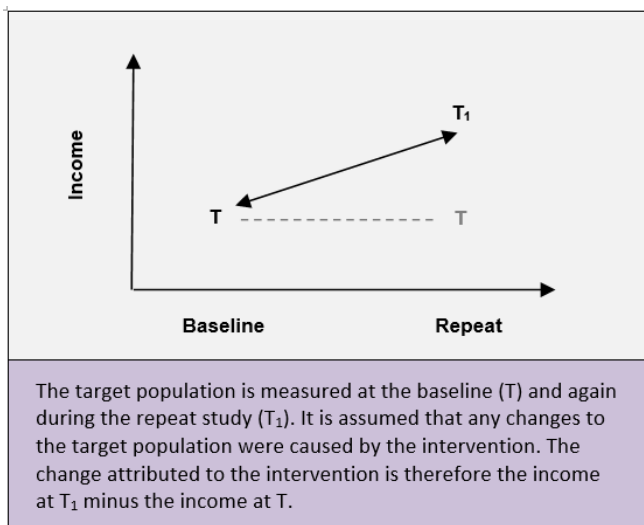 T₁
Income
T
T
Baseline Repeat
The target population is measured at the baseline (T) and again
during the repeat study (T₁). It is assumed that any changes to
the target population were caused by the intervention. The
change attributed to the intervention is therefore the income
at T₁ minus the income at T.